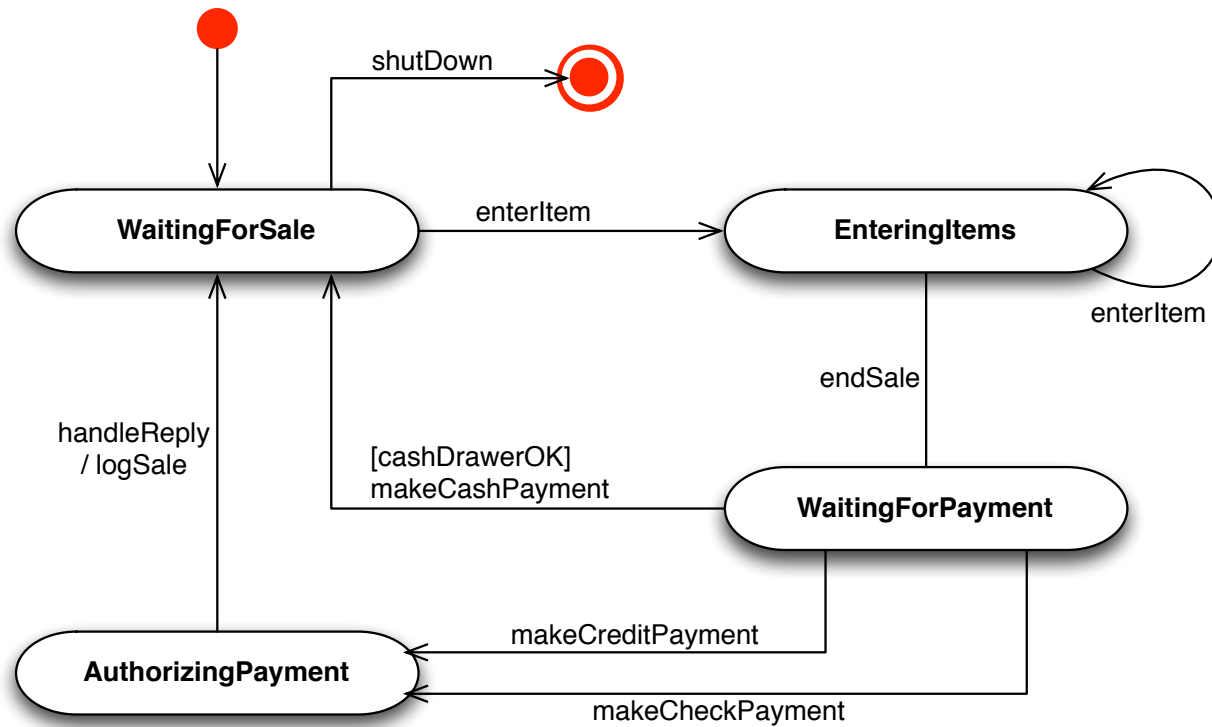 shutDown
WaitingForSale
enterItem
EnteringItems
enterItem
endSale
handleReply
/ logSale
[cashDrawerOK]
makeCashPayment
WaitingForPayment
makeCreditPayment
AuthorizingPayment
makeCheckPayment